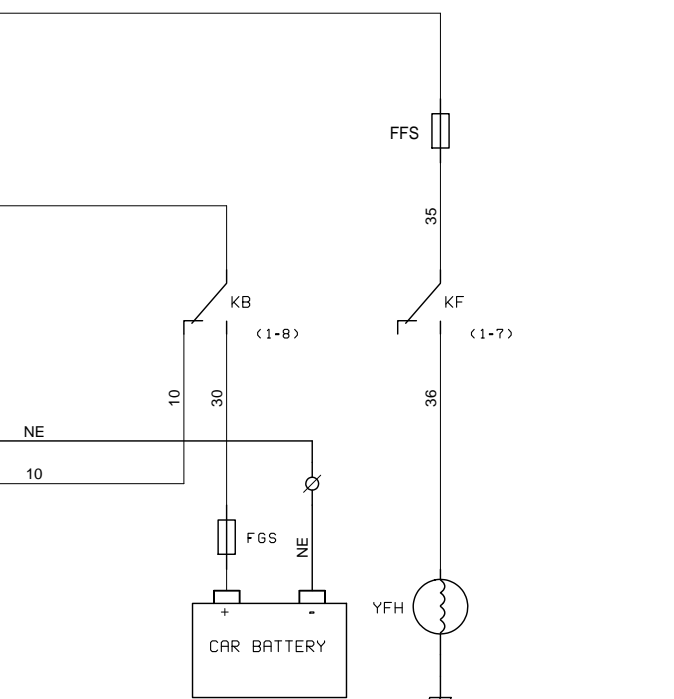 FFS
35
KB
KF
(1-8)
(1-7)
10
30
36
NE
10
FGS
NE
YFH
+
-
CAR BATTERY